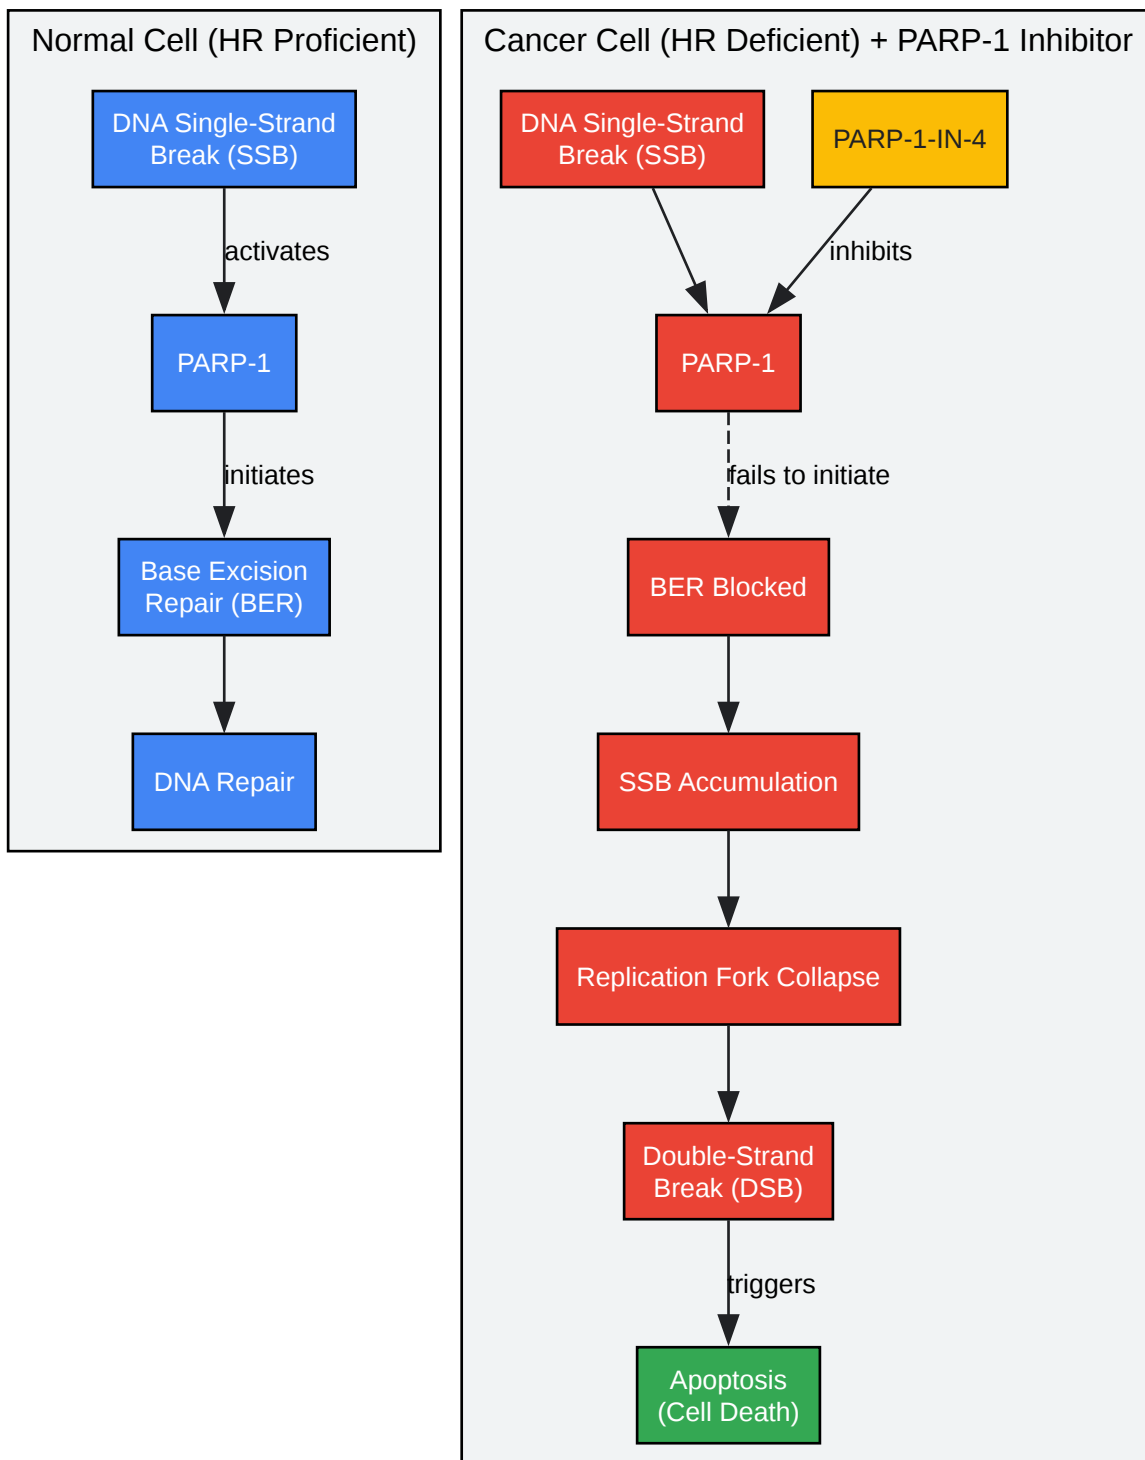 Normal Cell (HR Proficient)
DNA Single-Strand
Break (SSB)
activates
PARP-1
initiates
Base Excision
Repair (BER)
DNA Repair
Cancer Cell (HR Deficient) + PARP-1 Inhibitor
DNA Single-Strand
Break (SSB)
PARP-1-IN-4
inhibits
PARP-1
fails to initiate
BER Blocked
SSB Accumulation
Replication Fork Collapse
Double-Strand
Break (DSB)
triggers
Apoptosis
(Cell Death)